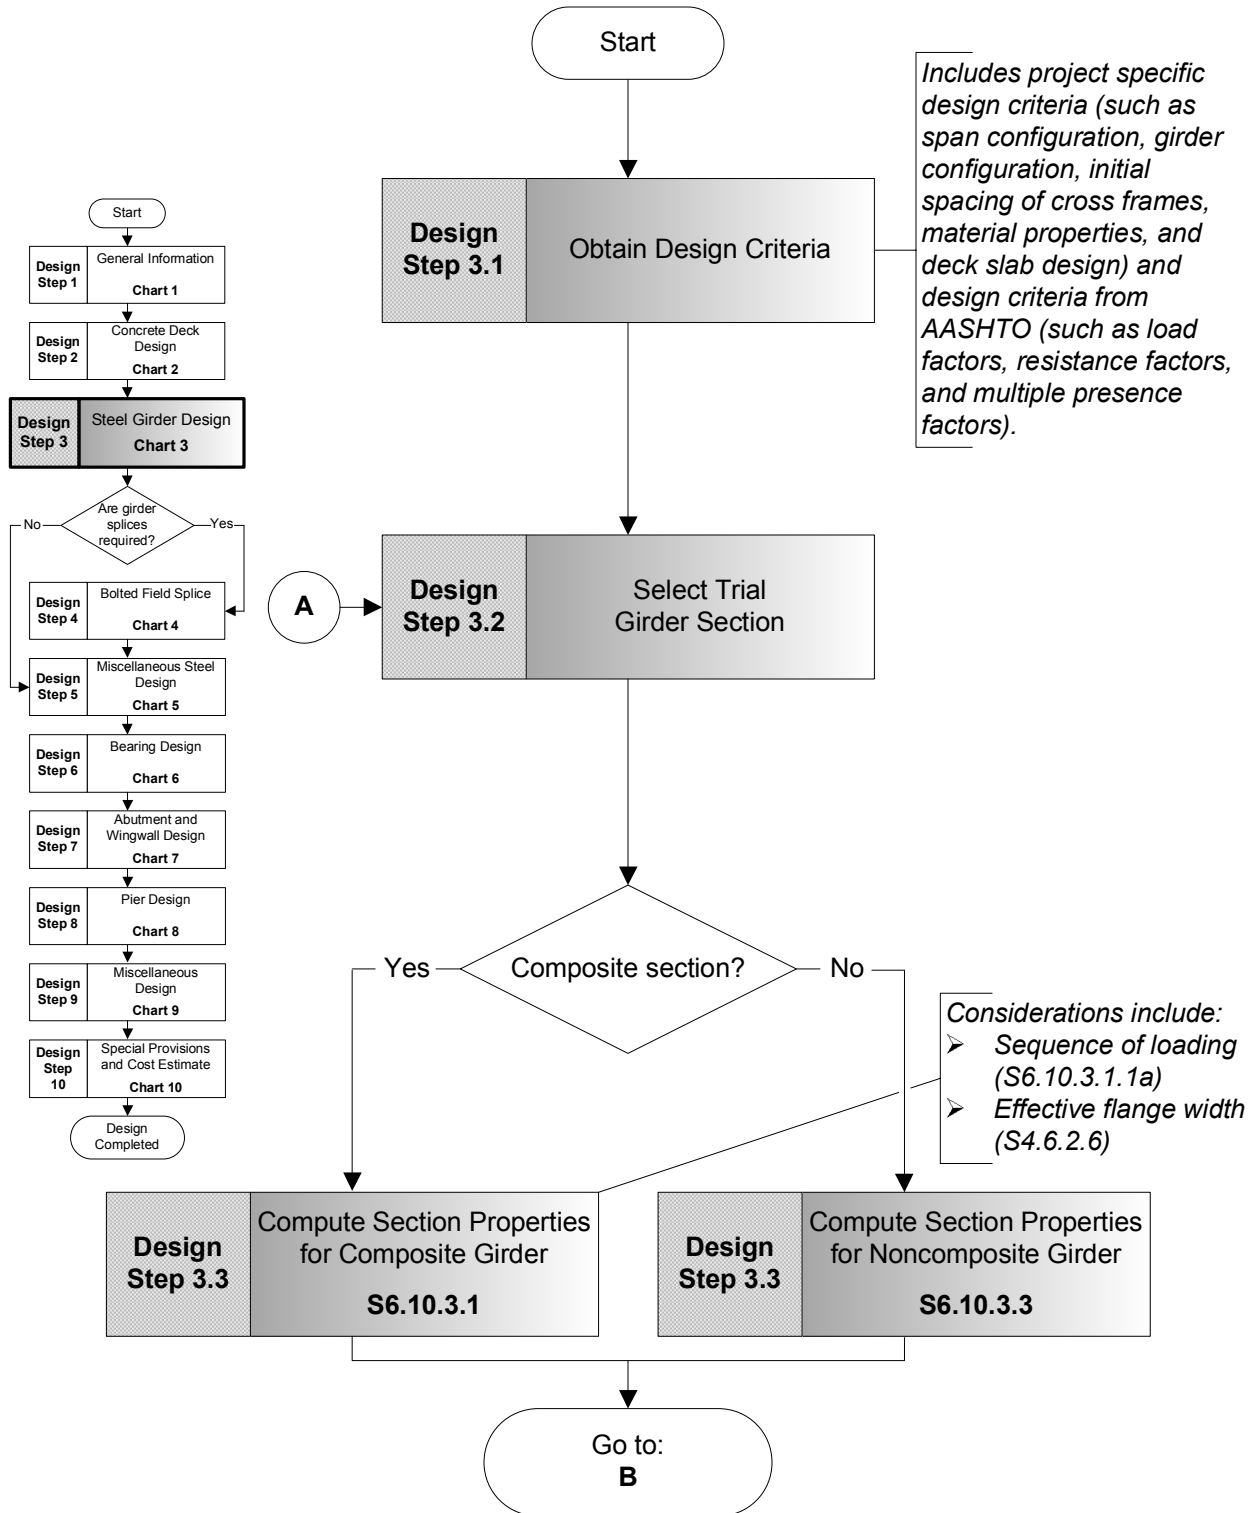 Start
Includes project specific
design criteria (such as
span configuration, girder
configuration, initial
spacing of cross frames,
material properties, and
deck slab design) and
design criteria from
AASHTO (such as load
factors, resistance factors,
and multiple presence
factors).
Design
Step 3.1
Obtain Design Criteria
Start
Design
Step 1
General Information
Chart 1
Design
Step 2
Concrete Deck
Design
Chart 2
Design
Step 3
Steel Girder Design
Chart 3
Are girder
splices
required?
No
Yes
Design
Step 4
Bolted Field Splice
Chart 4
Design
Step 5
Miscellaneous Steel
Design
Chart 5
Design
Step 6
Bearing Design
Chart 6
Design
Step 7
Abutment and
Wingwall Design
Chart 7
Design
Step 8
Pier Design
Chart 8
Design
Step 9
Miscellaneous
Design
Chart 9
Design
Step
10
Special Provisions
and Cost Estimate
Chart 10
Design
Completed
A
Design
Step 3.2
Select Trial
Girder Section
Composite section?
Yes
No
Considerations include:
➢ Sequence of loading
(S6.10.3.1.1a)
➢ Effective flange width
(S4.6.2.6)
Design
Step 3.3
Compute Section Properties
for Composite Girder
S6.10.3.1
Design
Step 3.3
Compute Section Properties
for Noncomposite Girder
S6.10.3.3
Go to:
B